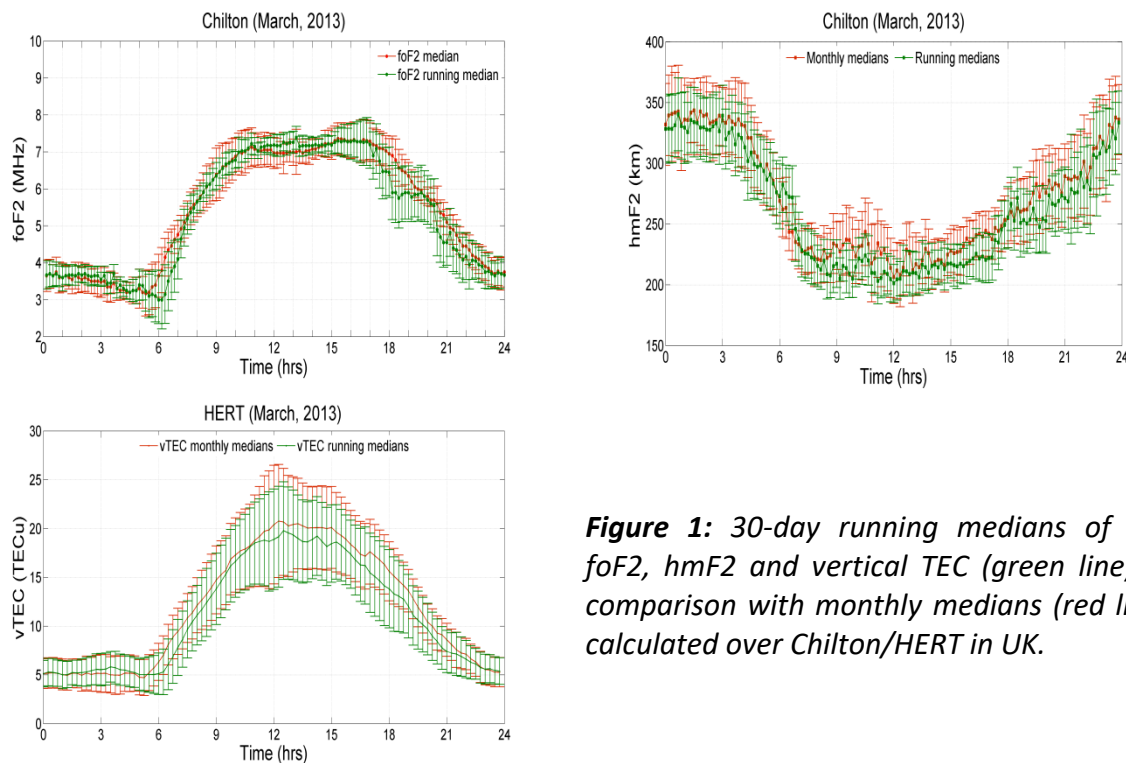 Chilton (March, 2013)
foF2 median
foF2 running median
foF2 (MHz)
10
9
8
7
6
5
4
3
2
0 3 6 9 12 15 18 21 24
Time (hrs)
Chilton (March, 2013)
Monthly medians Running medians
hmF2 (km)
400
350
300
250
200
150
0 3 6 9 12 15 18 21 24
Time (hrs)
HERT (March, 2013)
vTEC monthly medians vTEC running medians
vTEC (TECu)
30
25
20
15
10
5
0
0 3 6 9 12 15 18 21 24
Time (hrs)
Figure 1: 30-day running medians of
foF2, hmF2 and vertical TEC (green line)
comparison with monthly medians (red li
calculated over Chilton/HERT in UK.